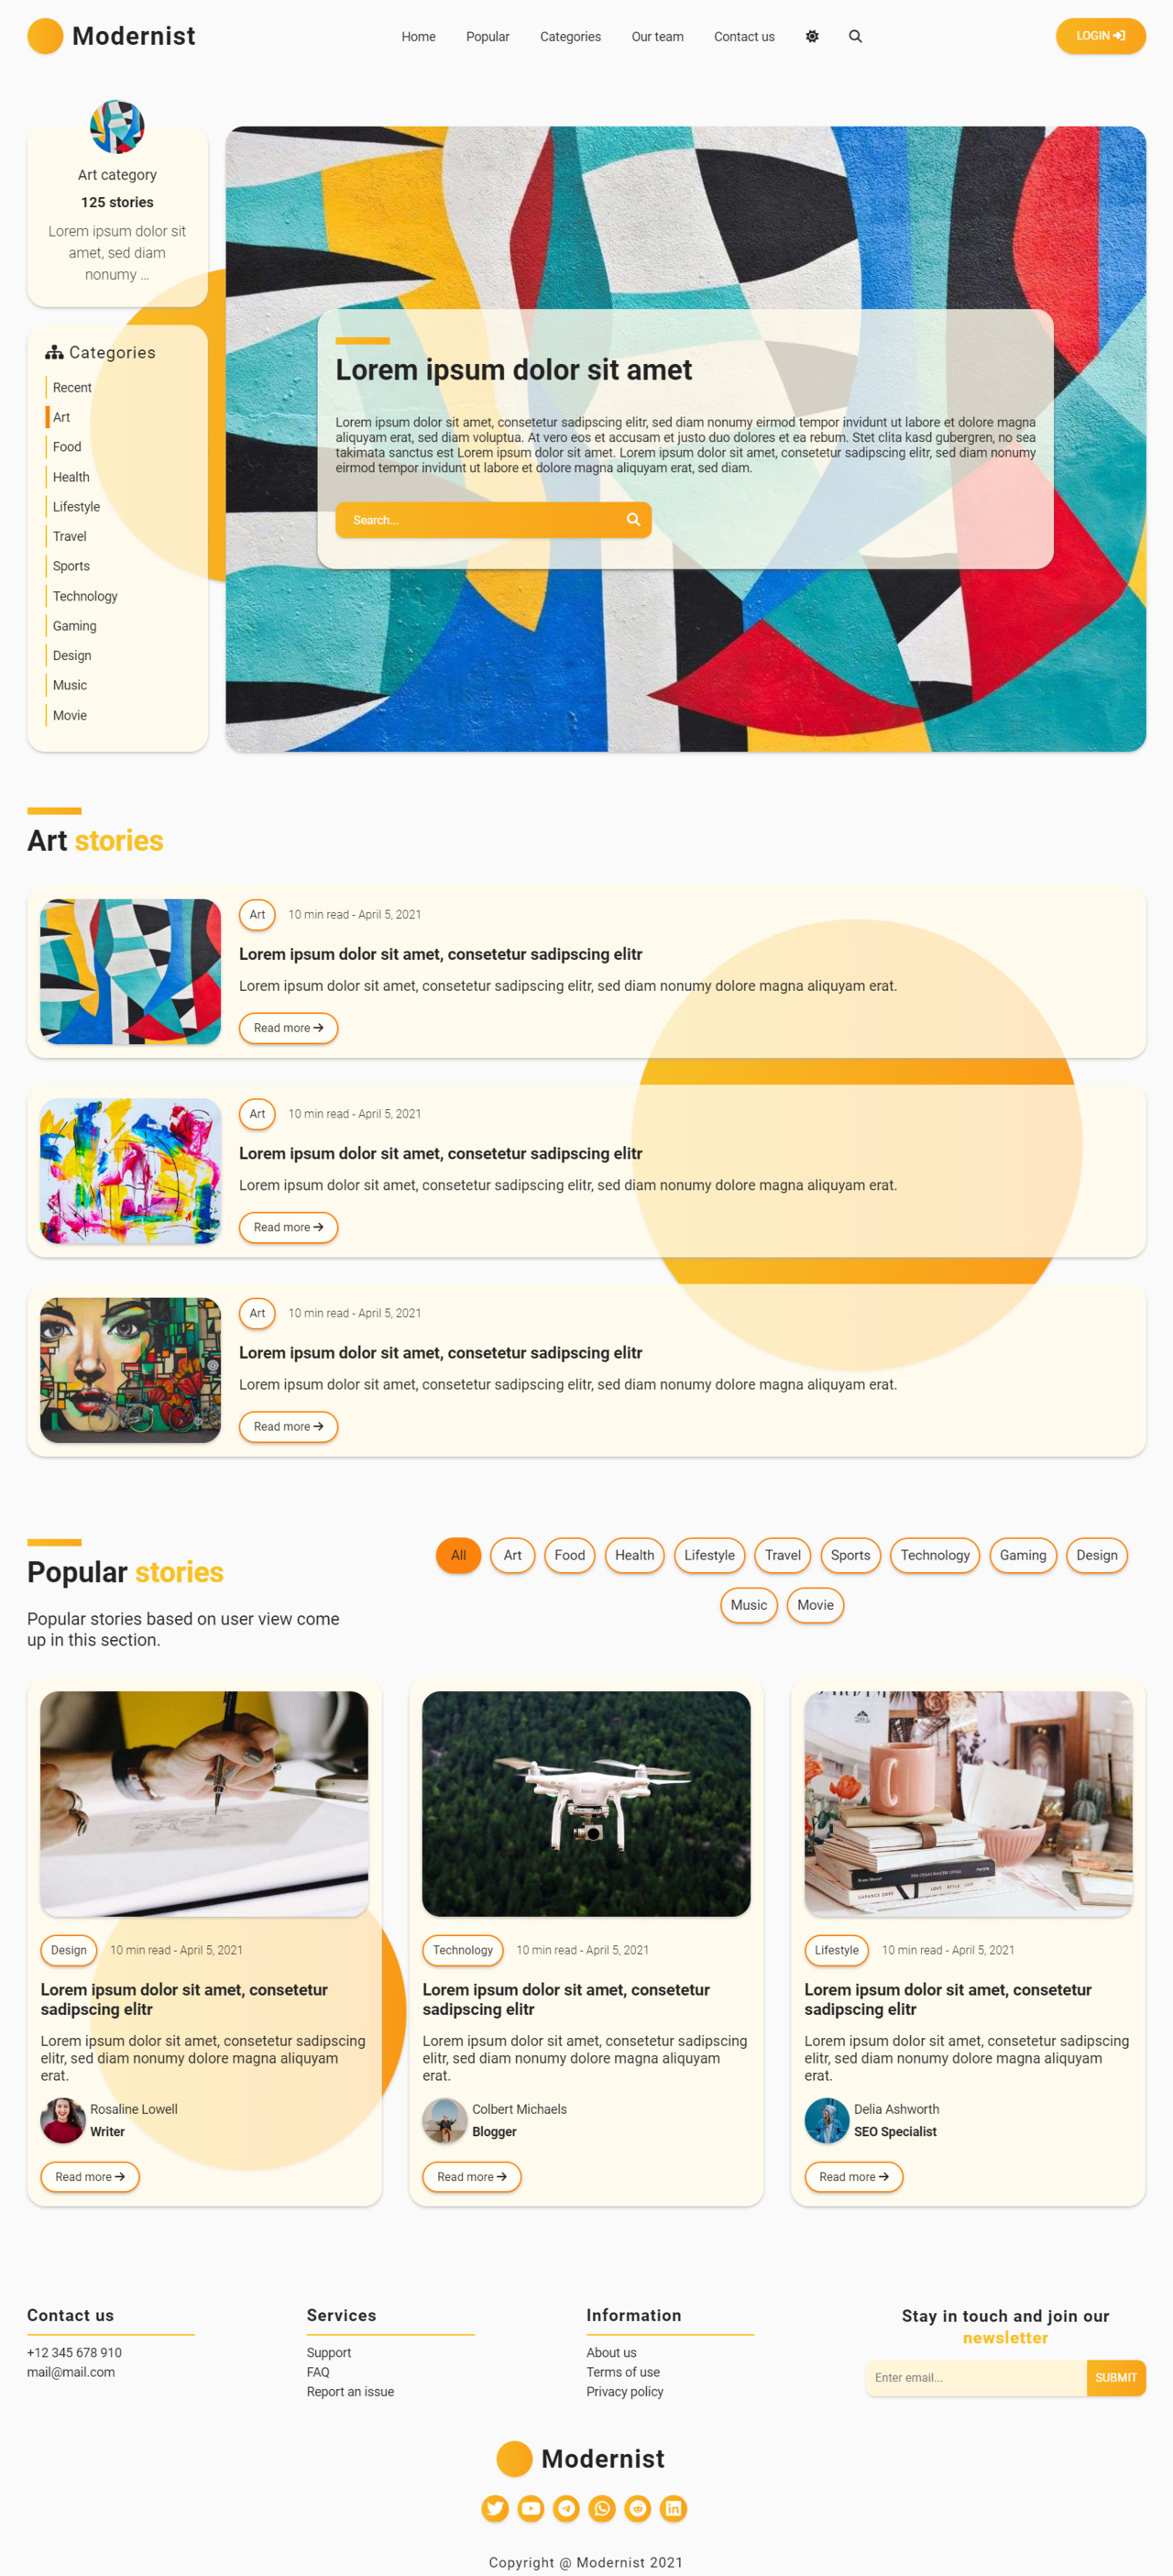 Modernist
Home
Popular
Categories
Our team
Contact us
LOGIN
Art category
125 stories
Lorem ipsum dolor sit
amet, sed diam
nonumy ...
Categories
Recent
Art
Food
Health
Lifestyle
Travel
Sports
Technology
Gaming
Design
Music
Movie
Lorem ipsum dolor sit amet
Lorem ipsum dolor sit amet, consetetur sadipscing elitr, sed diam nonumy eirmod tempor invidunt ut labore et dolore magna
aliquyam erat, sed diam voluptua. At vero eos et accusam et justo duo dolores et ea rebum. Stet clita kasd gubergren, no sea
takimata sanctus est Lorem ipsum dolor sit amet. Lorem ipsum dolor sit amet, consetetur sadipscing elitr, sed diam nonumy
eirmod tempor invidunt ut labore et dolore magna aliquyam erat, sed diam.
Search...
Art stories
Art
10 min read - April 5, 2021
Lorem ipsum dolor sit amet, consetetur sadipscing elitr
Lorem ipsum dolor sit amet, consetetur sadipscing elitr, sed diam nonumy dolore magna aliquyam erat.
Read more
Art
10 min read - April 5, 2021
Lorem ipsum dolor sit amet, consetetur sadipscing elitr
Lorem ipsum dolor sit amet, consetetur sadipscing elitr, sed diam nonumy dolore magna aliquyam erat.
Read more
Art
10 min read - April 5, 2021
Lorem ipsum dolor sit amet, consetetur sadipscing elitr
Lorem ipsum dolor sit amet, consetetur sadipscing elitr, sed diam nonumy dolore magna aliquyam erat.
Read more
Popular stories
Popular stories based on user view come
up in this section.
All
Art
Food
Health
Lifestyle
Travel
Sports
Technology
Gaming
Design
Music
Movie
Design
10 min read - April 5, 2021
Lorem ipsum dolor sit amet, consetetur
sadipscing elitr
Lorem ipsum dolor sit amet, consetetur sadipscing
elitr, sed diam nonumy dolore magna aliquyam
erat.
Rosaline Lowell
Writer
Read more
Technology
10 min read - April 5, 2021
Lorem ipsum dolor sit amet, consetetur
sadipscing elitr
Lorem ipsum dolor sit amet, consetetur sadipscing
elitr, sed diam nonumy dolore magna aliquyam
erat.
Colbert Michaels
Blogger
Read more
Lifestyle
10 min read - April 5, 2021
Lorem ipsum dolor sit amet, consetetur
sadipscing elitr
Lorem ipsum dolor sit amet, consetetur sadipscing
elitr, sed diam nonumy dolore magna aliquyam
erat.
Delia Ashworth
SEO Specialist
Read more
Contact us
+12 345 678 910
mail@mail.com
Services
Support
FAQ
Report an issue
Information
About us
Terms of use
Privacy policy
Stay in touch and join our
newsletter
Enter email...
SUBMIT
Modernist
Copyright @ Modernist 2021